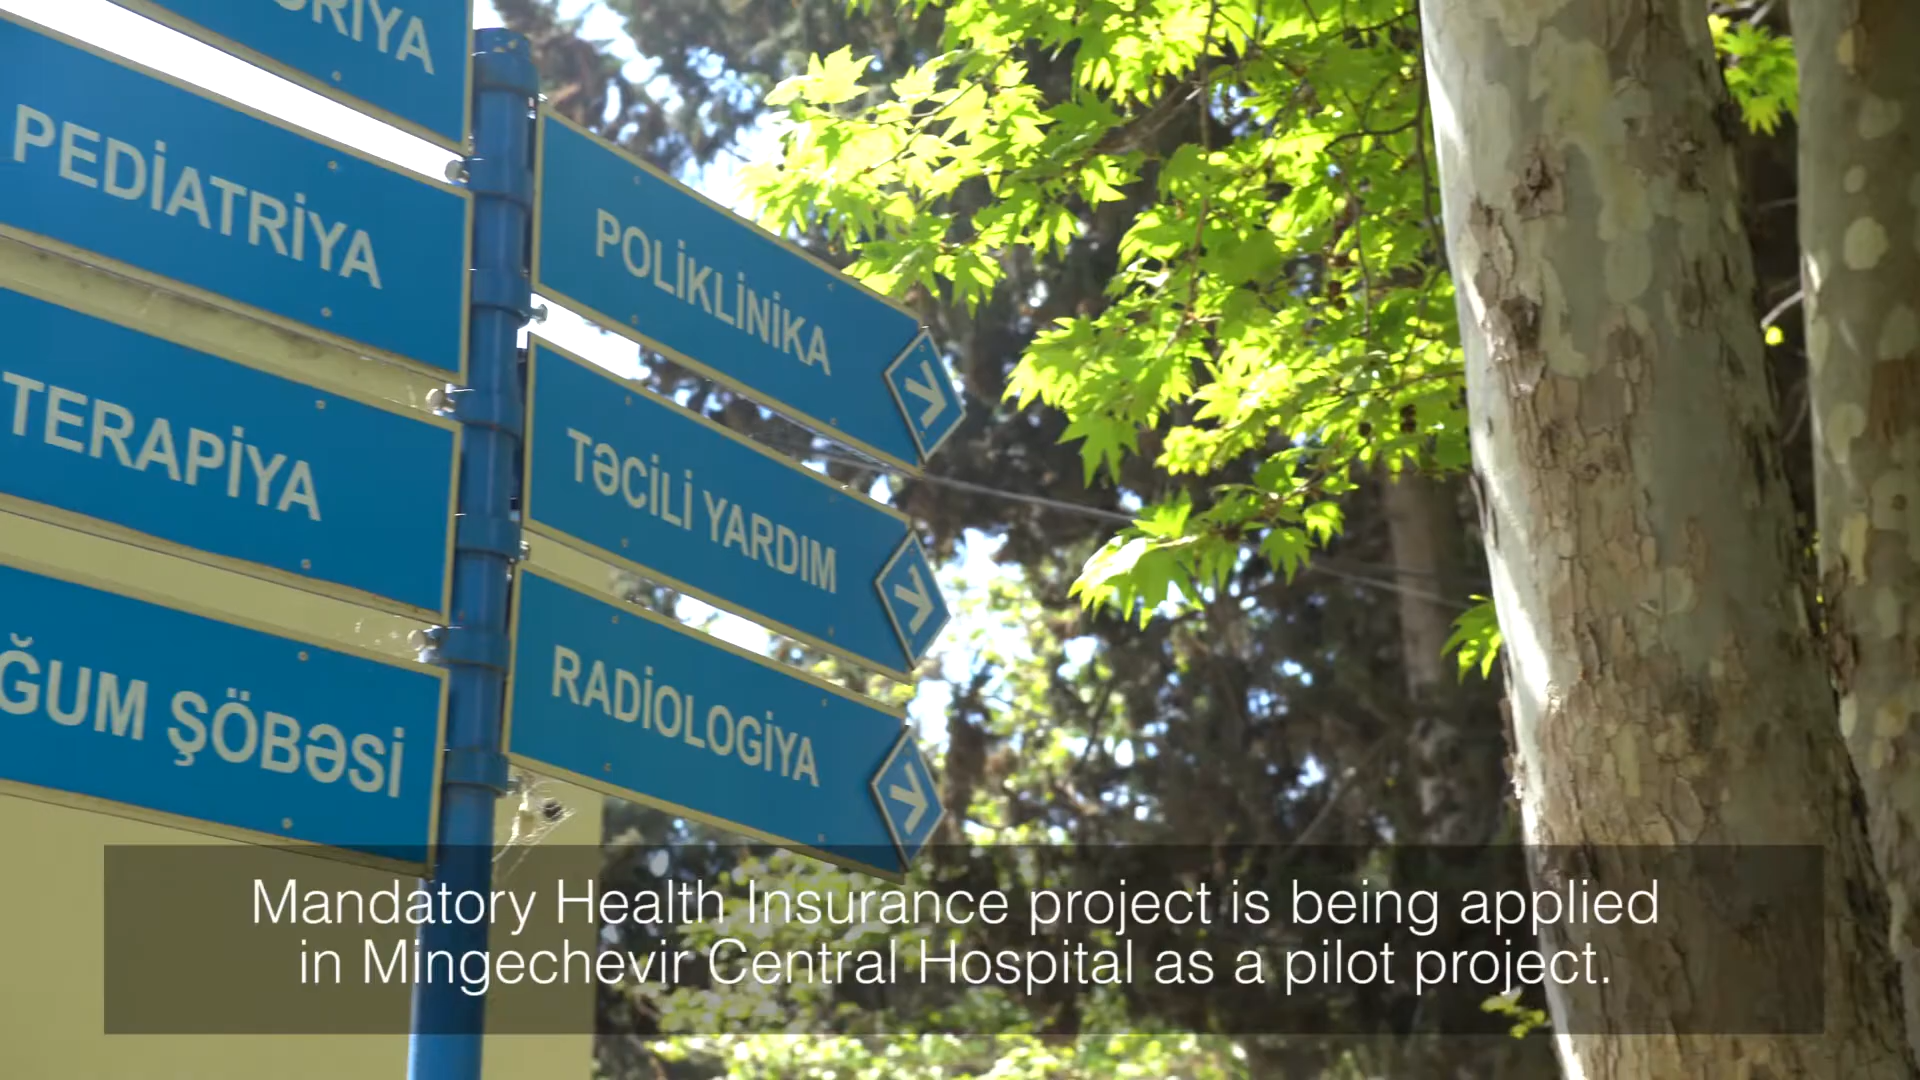 PEDİATRİYA
TERAPİYA
ŞÖBƏSİ
POLİKLİNİKA
TƏCİLİ YARDIM
RADİOLOGİYA
Mandatory Health Insurance project is being applied
in Mingechevir Central Hospital as a pilot project.